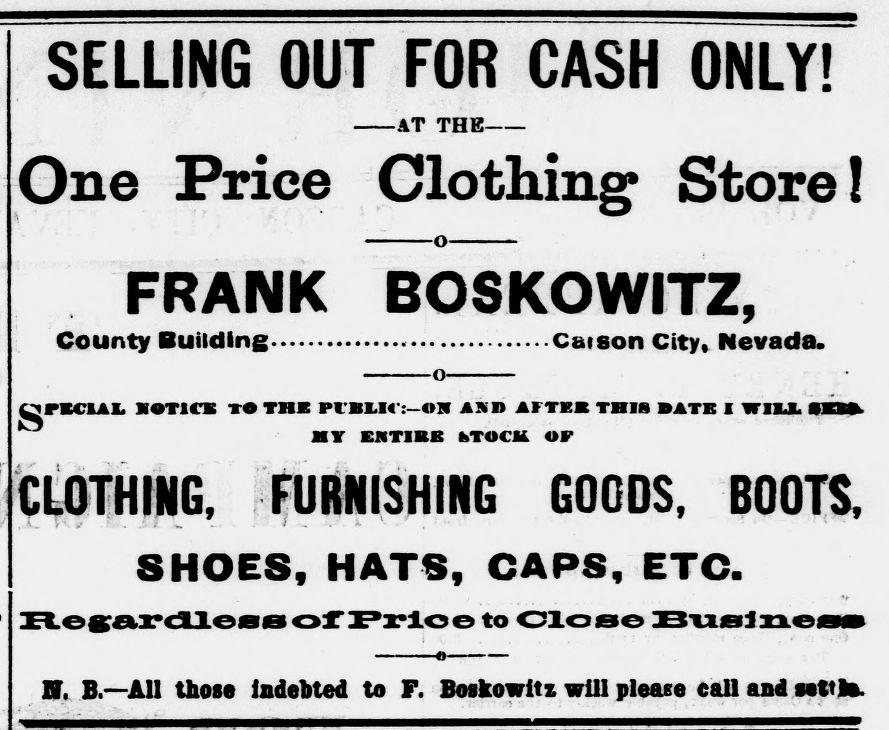 SELLING OUT FOR CASH ONLY!
——AT THE——
One Price Clothing Store!
———o———
FRANK BOSKOWITZ,
County Building..............................Carson City, Nevada.
———o———
SPECIAL NOTICE TO THE PUBLIC:—ON AND AFTER THIS DATE I WILL SELL
MY ENTIRE STOCK OF
CLOTHING, FURNISHING GOODS, BOOTS,
SHOES, HATS, CAPS, ETC.
Regardless of Price to Close Business
———o———
N. B.—All those indebted to F. Boskowitz will please call and settle.